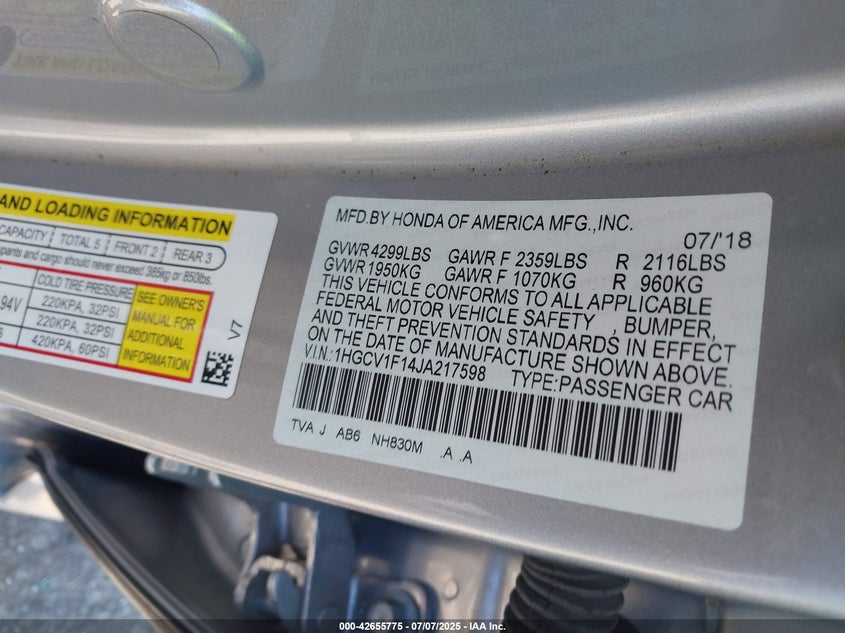 AND LOADING INFORMATION
CAPACITY TOTAL 5 FRONT 2 REAR 3
pants and cargo should never exceed 385kg or 850lbs.
COLD TIRE PRESSURE
94V 220KPA, 32PSI
220KPA, 32PSI
420KPA, 60PSI
SEE OWNER'S
MANUAL FOR
ADDITIONAL
INFORMATION
V7
MFD.BY HONDA OF AMERICA MFG.,INC.
07/'18
GVWR 4299LBS GAWR F 2359LBS R 2116LBS
GVWR 1950KG GAWR F 1070KG R 960KG
THIS VEHICLE CONFORMS TO ALL APPLICABLE
FEDERAL MOTOR VEHICLE SAFETY , BUMPER,
AND THEFT PREVENTION STANDARDS IN EFFECT
ON THE DATE OF MANUFACTURE SHOWN ABOVE.
V.I.N.:1HGCV1F14JA217598 TYPE:PASSENGER CAR
TVA J AB6 NH830M .A .A
000-42655775 - 07/07/2025 - IAA Inc.